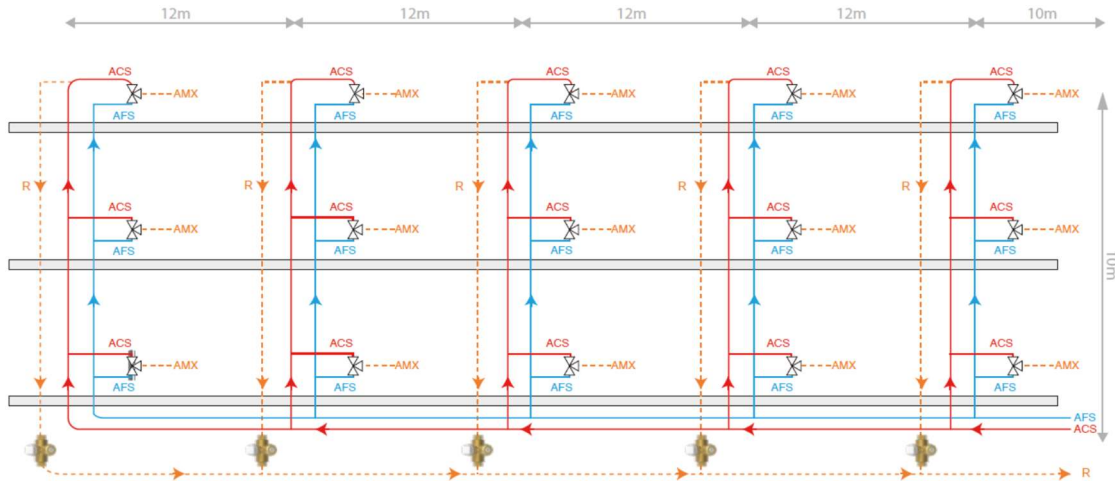 12m 12m 12m 12m 10m
ACS ACS ACS ACS ACS
AMX AMX AMX AMX AMX
AFS AFS AFS AFS AFS
R R R R R
ACS ACS ACS ACS ACS
AMX AMX AMX AMX AMX
AFS AFS AFS AFS AFS
10m
ACS ACS ACS ACS ACS
AMX AMX AMX AMX AMX
AFS AFS AFS AFS AFS
AFS
ACS
R